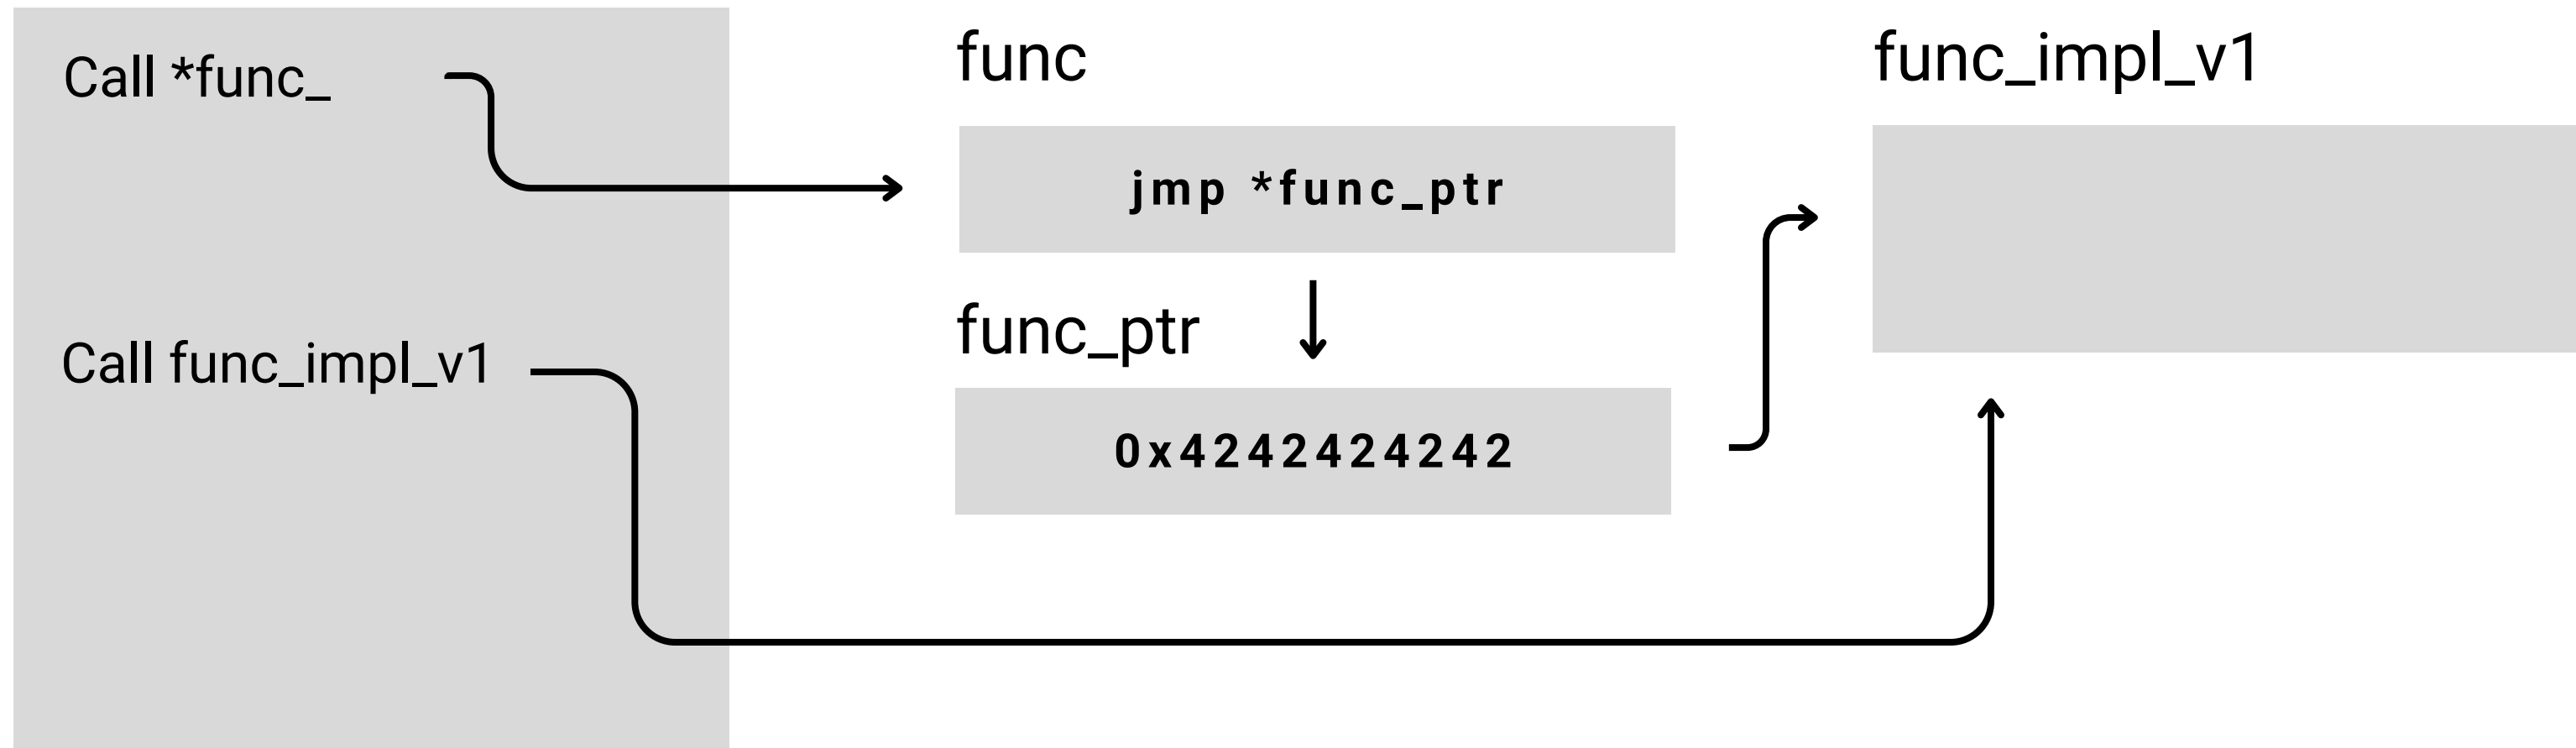 Call *func_
Call func_impl_v1
func
jmp *func_ptr
func_ptr
0x4242424242
func_impl_v1